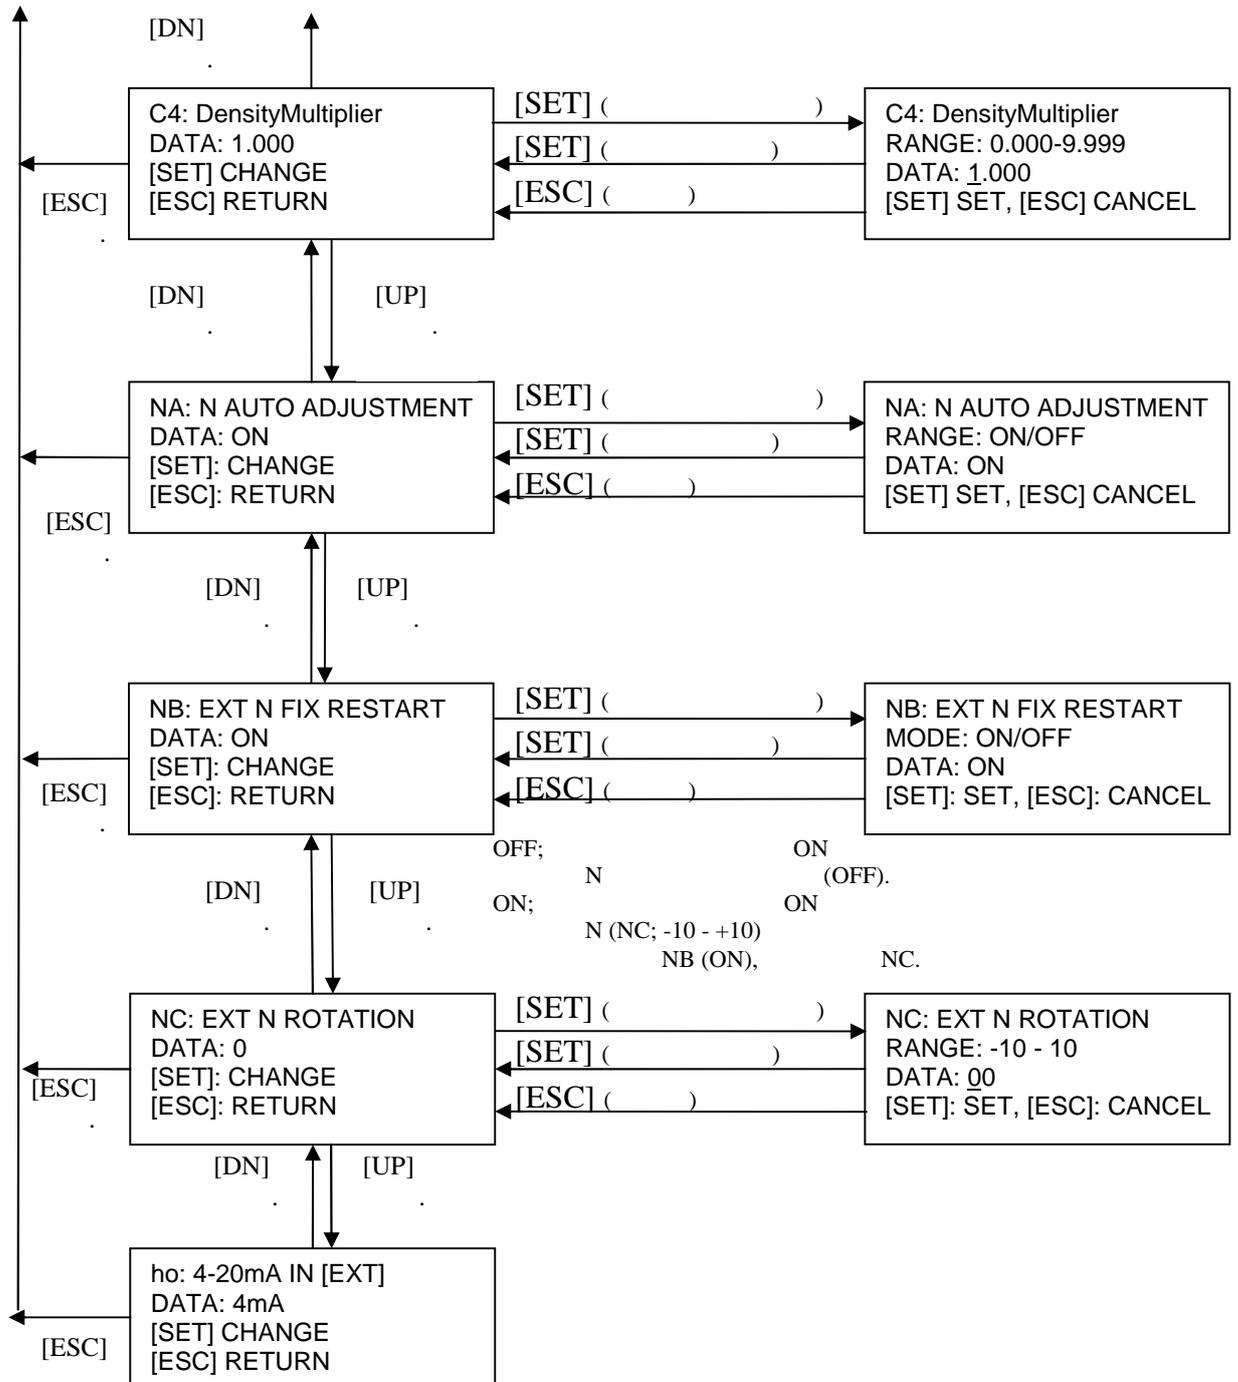 [DN]
.
C4: DensityMultiplier
DATA: 1.000
[SET] CHANGE
[ESC] RETURN
[SET] ( )
[SET] ( )
[ESC] ( )
C4: DensityMultiplier
RANGE: 0.000-9.999
DATA: 1.000
[SET] SET, [ESC] CANCEL
[ESC]
.
[DN] [UP]
. .
NA: N AUTO ADJUSTMENT
DATA: ON
[SET]: CHANGE
[ESC]: RETURN
[SET] ( )
[SET] ( )
[ESC] ( )
NA: N AUTO ADJUSTMENT
RANGE: ON/OFF
DATA: ON
[SET] SET, [ESC] CANCEL
[ESC]
.
[DN] [UP]
. .
NB: EXT N FIX RESTART
DATA: ON
[SET]: CHANGE
[ESC]: RETURN
[SET] ( )
[SET] ( )
[ESC] ( )
NB: EXT N FIX RESTART
MODE: ON/OFF
DATA: ON
[SET]: SET, [ESC]: CANCEL
[ESC]
.
OFF; ON
N (OFF).
ON; ON
N (NC; -10 - +10)
NB (ON), NC.
[DN] [UP]
. .
NC: EXT N ROTATION
DATA: 0
[SET]: CHANGE
[ESC]: RETURN
[SET] ( )
[SET] ( )
[ESC] ( )
NC: EXT N ROTATION
RANGE: -10 - 10
DATA: 00
[SET]: SET, [ESC]: CANCEL
[ESC]
.
[DN] [UP]
. .
ho: 4-20mA IN [EXT]
DATA: 4mA
[SET] CHANGE
[ESC] RETURN
[ESC]